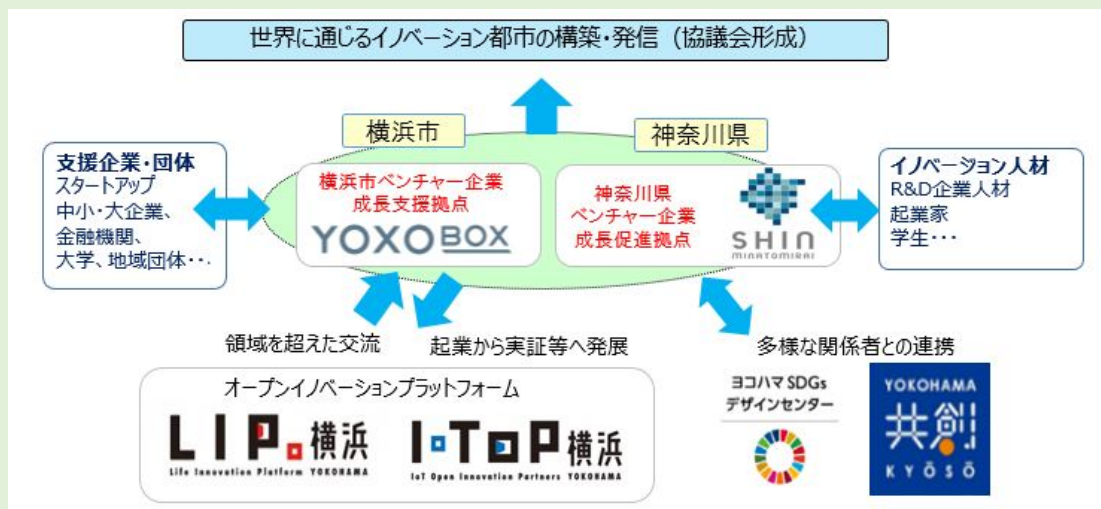 世界に通じるイノベーション都市の構築・発信（協議会形成）
横浜市
神奈川県
支援企業・団体
スタートアップ
中小・大企業、
金融機関、
大学、地域団体・・・
横浜市ベンチャー企業
成長支援拠点
YOXO BOX
神奈川県
ベンチャー企業
成長促進拠点
SHIN
MINATOMIRAI
イノベーション人材
R&D企業人材
起業家
学生・・・
領域を超えた交流
起業から実証等へ発展
多様な関係者との連携
オープンイノベーションプラットフォーム
LIP.横浜
Life Innovation Platform YOKOHAMA
I・TOP横浜
IoT Open Innovation Partners YOKOHAMA
ヨコハマ SDGs
デザインセンター
YOKOHAMA
共創
KYŌSŌ